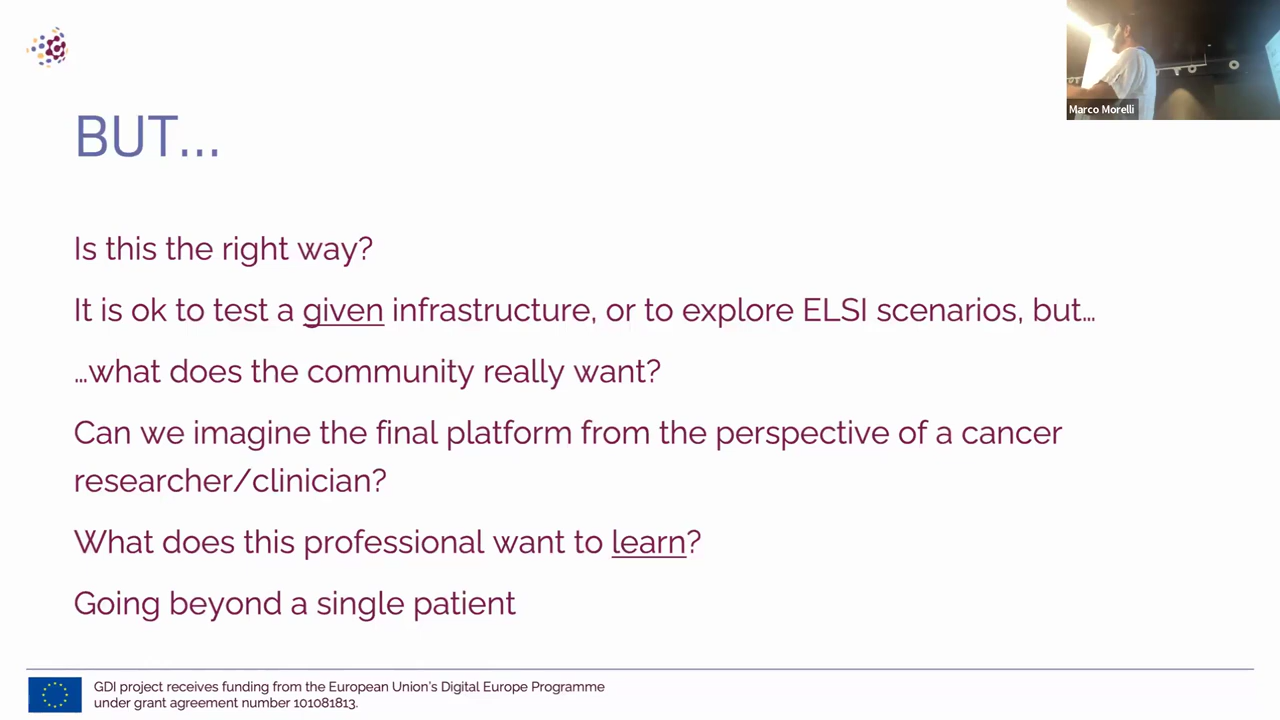 Marco Morelli
BUT...
Is this the right way?
It is ok to test a given infrastructure, or to explore ELSI scenarios, but...
...what does the community really want?
Can we imagine the final platform from the perspective of a cancer
researcher/clinician?
What does this professional want to learn?
Going beyond a single patient
GDI project receives funding from the European Union's Digital Europe Programme
under grant agreement number 101081813.